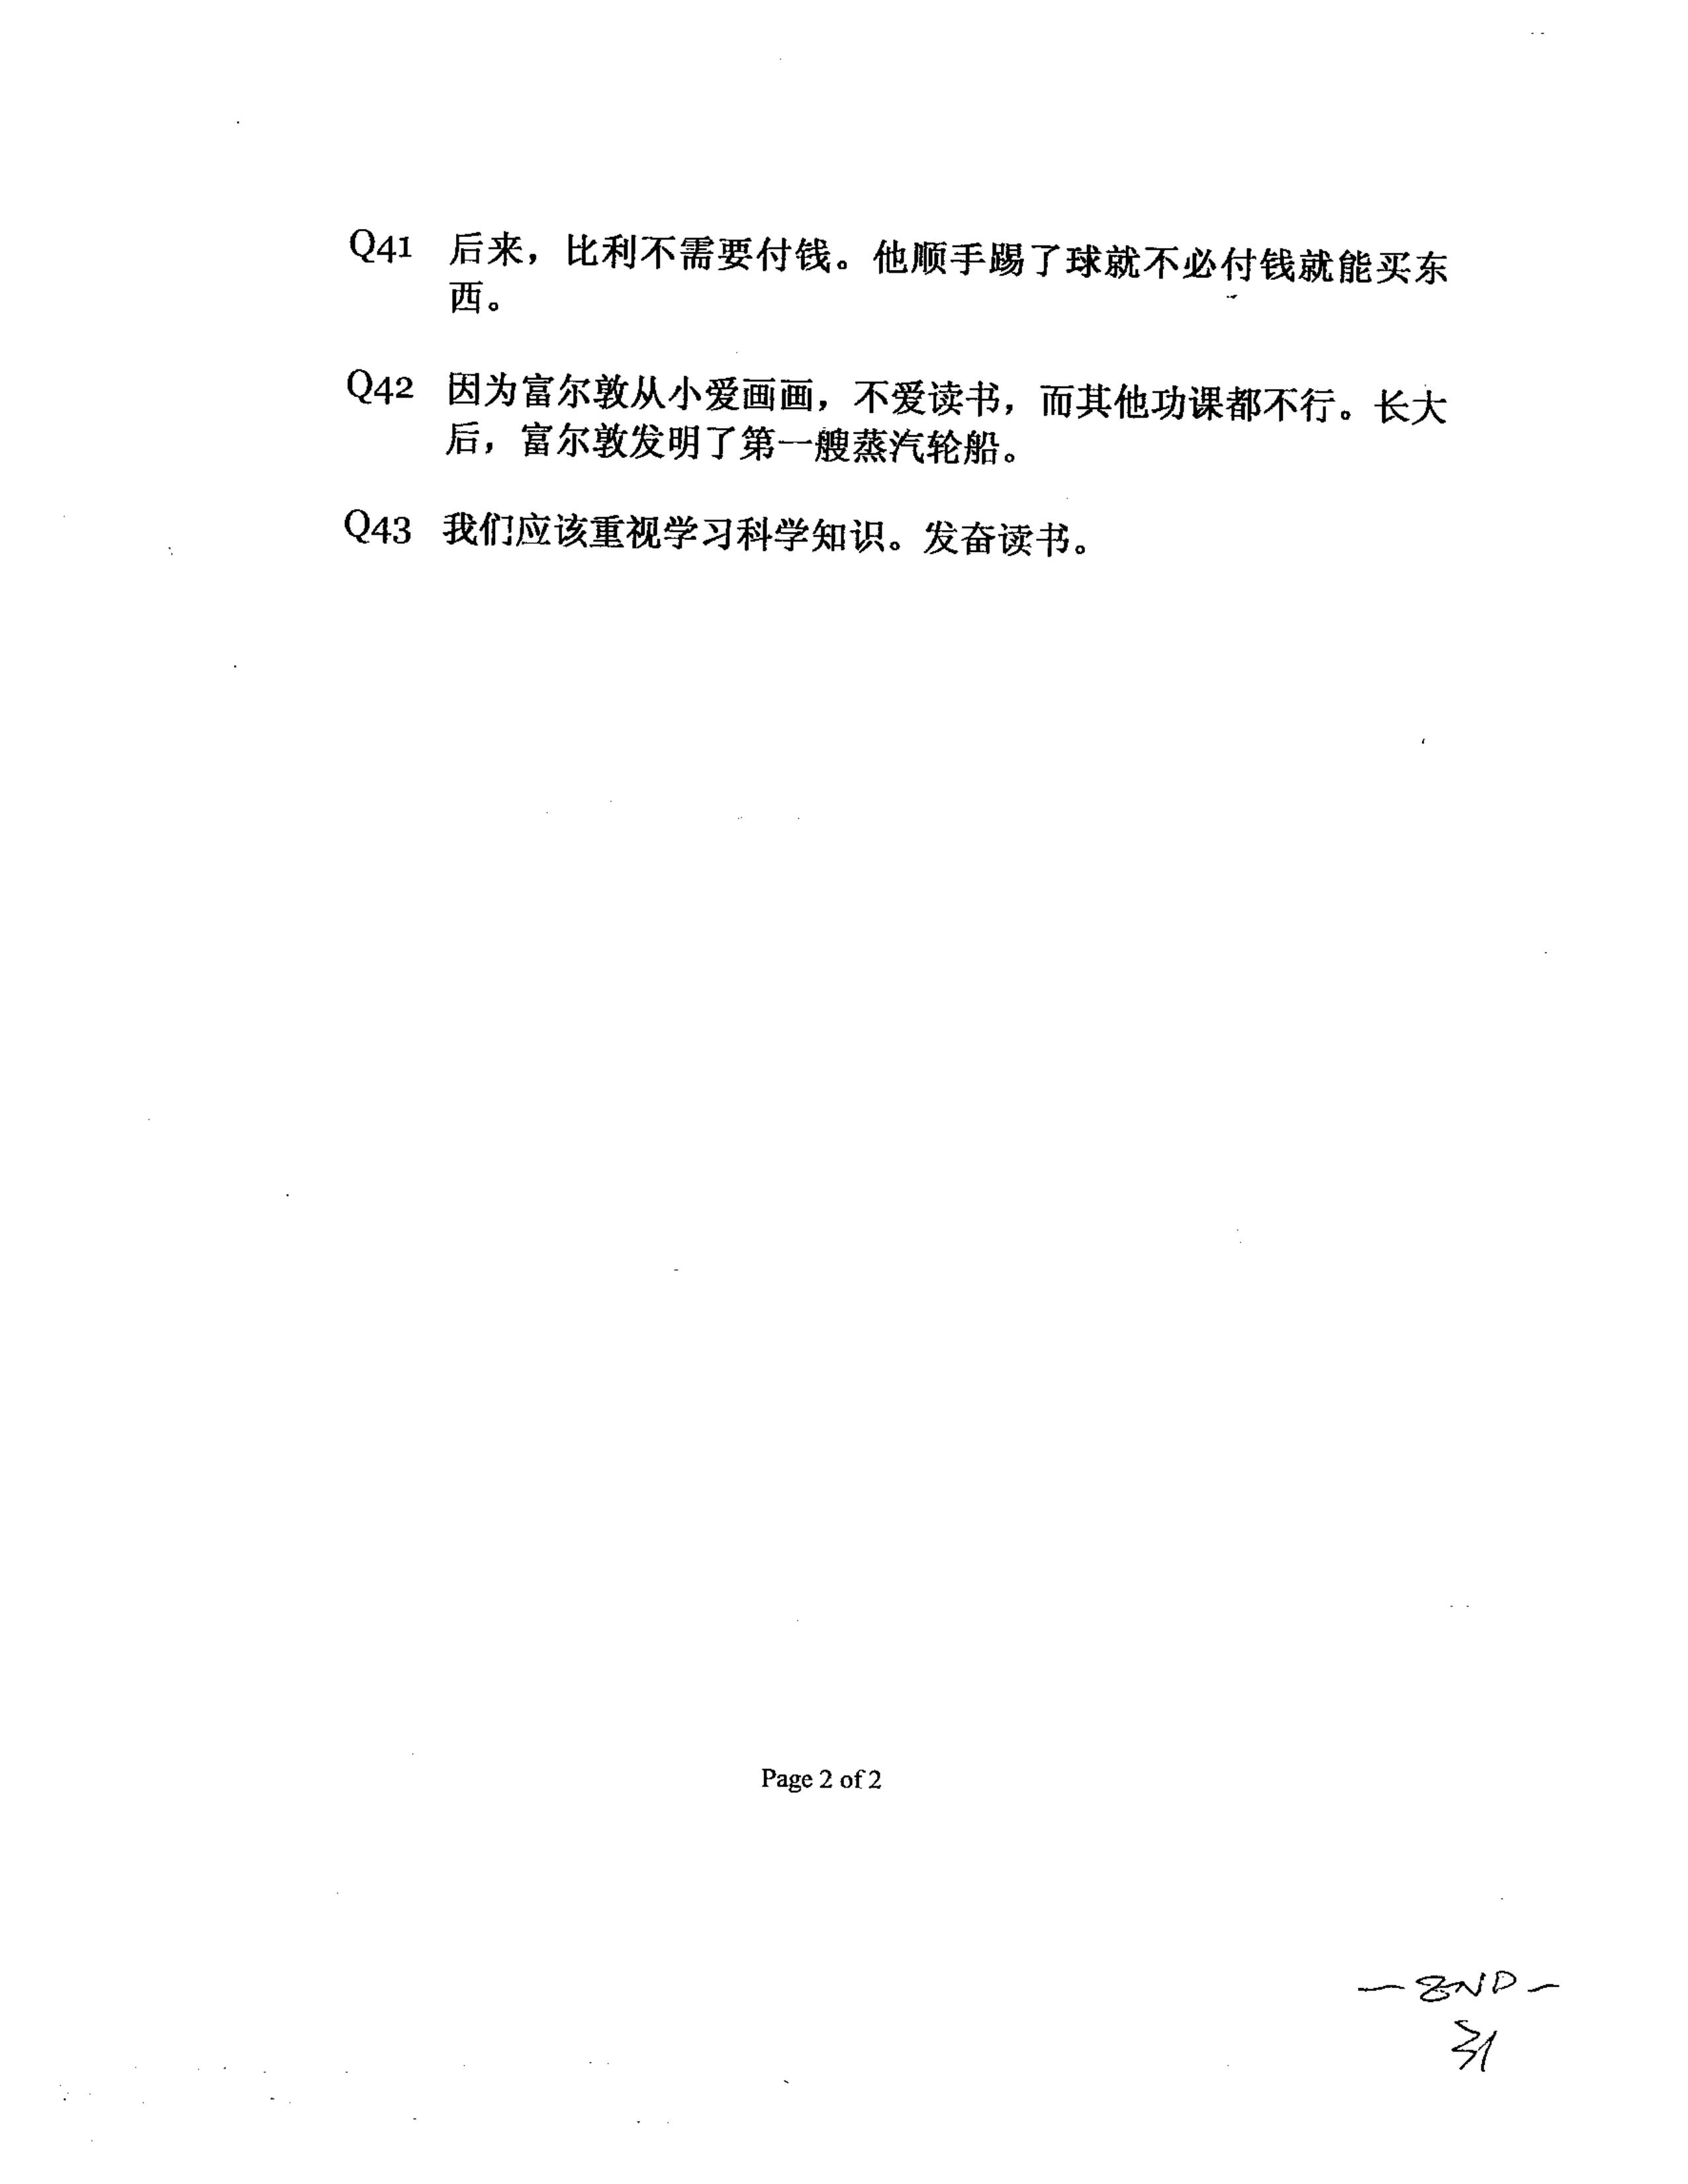 Q41 后来，比利不需要付钱。他顺手踢了球就不必付钱就能买东
西。
Q42 因为富尔敦从小爱画画，不爱读书，而其他功课都不行。长大
后，富尔敦发明了第一艘蒸汽轮船。
Q43 我们应该重视学习科学知识。发奋读书。
Page 2 of 2
— END —
31